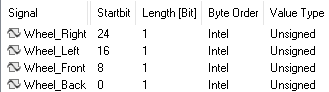 Signal Startbit Length [Bit] Byte Order Value Type
Wheel_Right 24 1 Intel Unsigned
Wheel_Left 16 1 Intel Unsigned
Wheel_Front 8 1 Intel Unsigned
Wheel_Back 0 1 Intel Unsigned